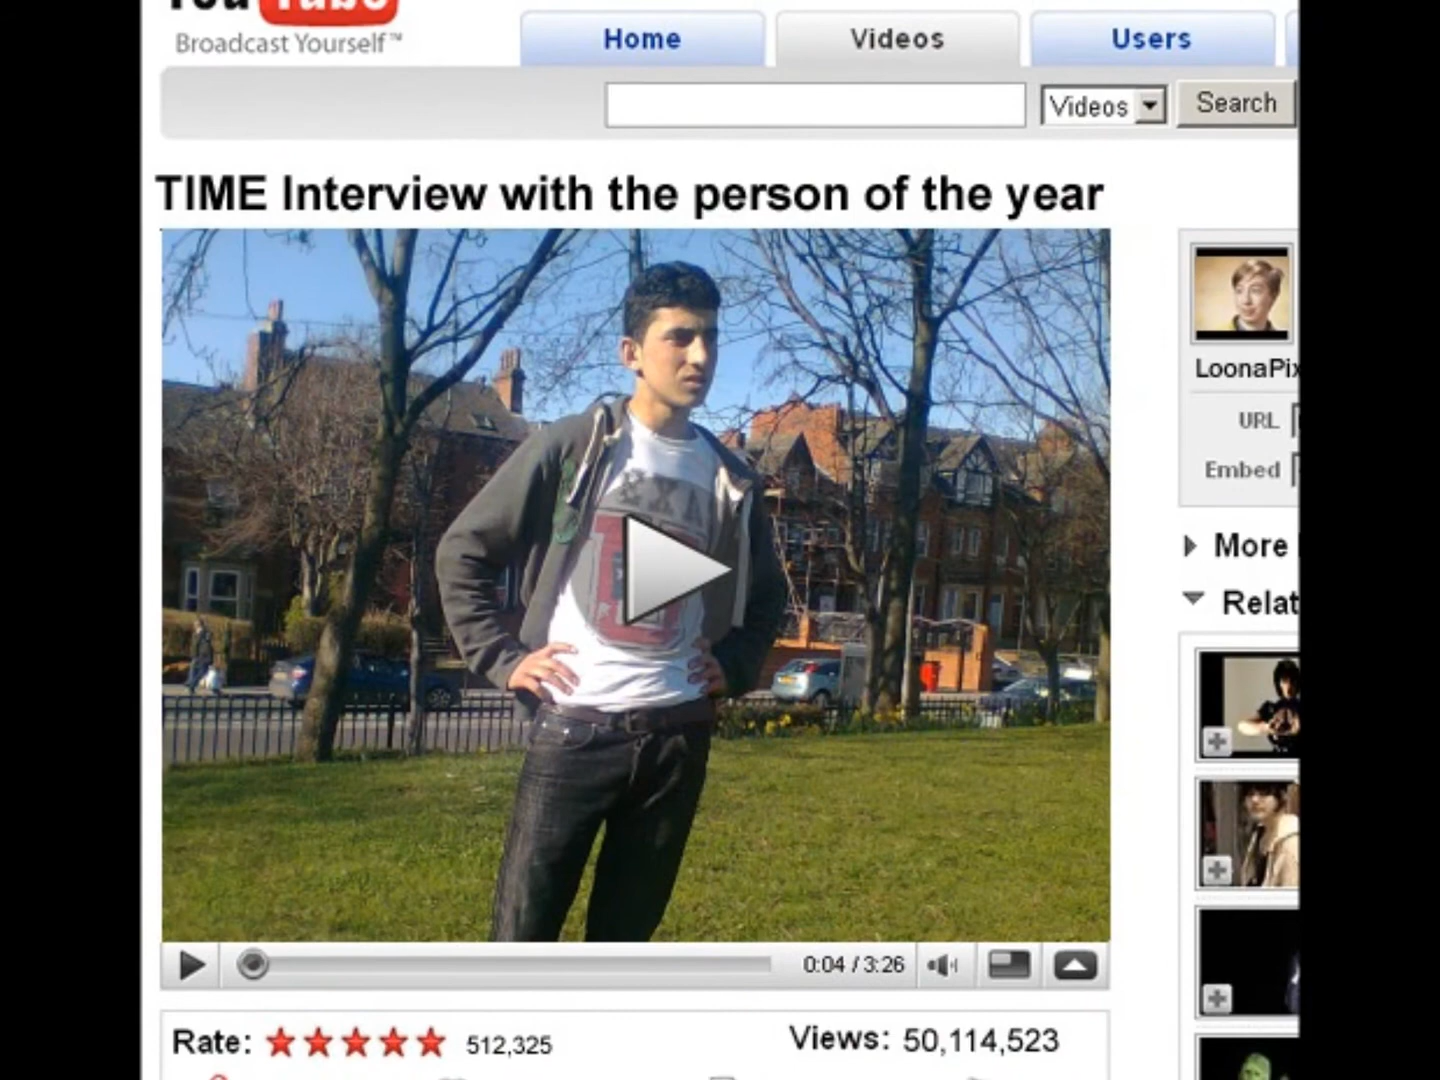 YouTube
Broadcast Yourself™
Home
Videos
Users
Videos
Search
TIME Interview with the person of the year
LoonaPix
URL
Embed
More
Relat
0:04 / 3:26
Rate:
512,325
Views: 50,114,523